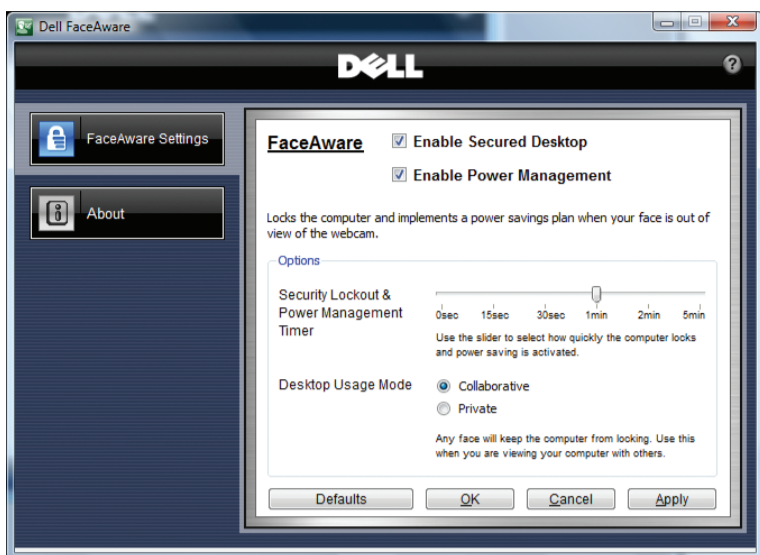 Dell FaceAware
DELL
?
FaceAware Settings
About
FaceAware
Enable Secured Desktop
Enable Power Management
Locks the computer and implements a power savings plan when your face is out of
view of the webcam.
Options
Security Lockout &
Power Management
Timer
0sec 15sec 30sec 1min 2min 5min
Use the slider to select how quickly the computer locks
and power saving is activated.
Desktop Usage Mode
Collaborative
Private
Any face will keep the computer from locking. Use this
when you are viewing your computer with others.
Defaults OK Cancel Apply